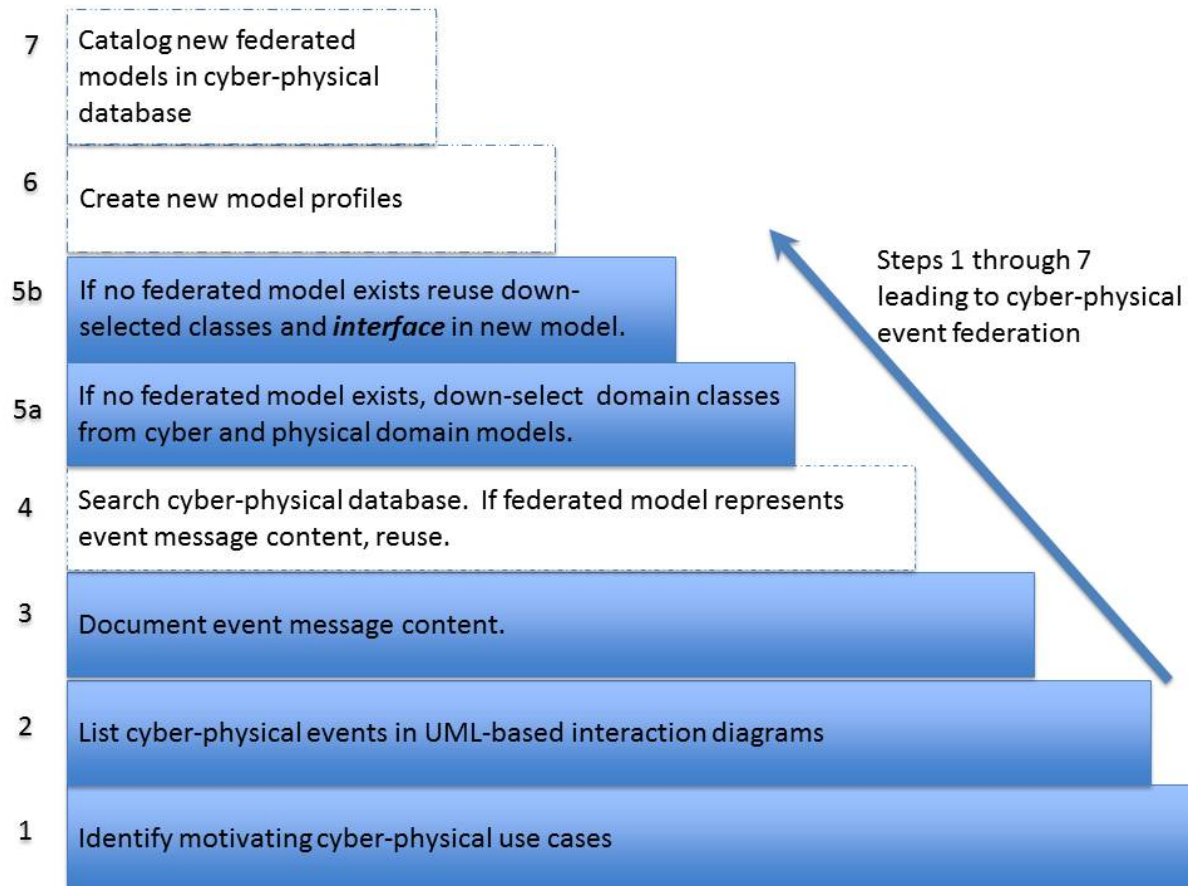 7
Catalog new federated
models in cyber-physical
database
6
Create new model profiles
5b
If no federated model exists reuse down-
selected classes and interface in new model.
5a
If no federated model exists, down-select  domain classes
from cyber and physical domain models.
4
Search cyber-physical database.  If federated model represents
event message content, reuse.
3
Document event message content.
2
List cyber-physical events in UML-based interaction diagrams
1
Identify motivating cyber-physical use cases
Steps 1 through 7
leading to cyber-physical
event federation